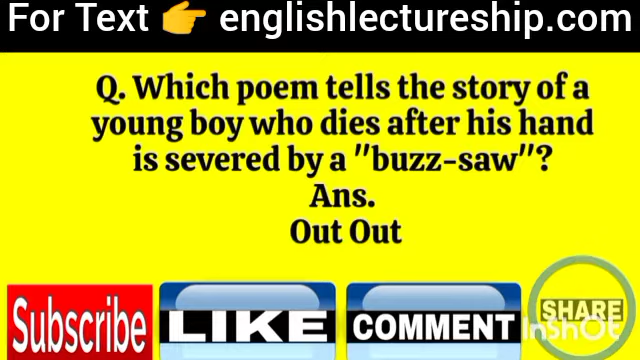 For Text 👉 englishlectureship.com
Q. Which poem tells the story of a
young boy who dies after his hand
is severed by a "buzz-saw"?
Ans.
Out Out
Subscribe
LIKE
COMMENT
SHARE
InShOt